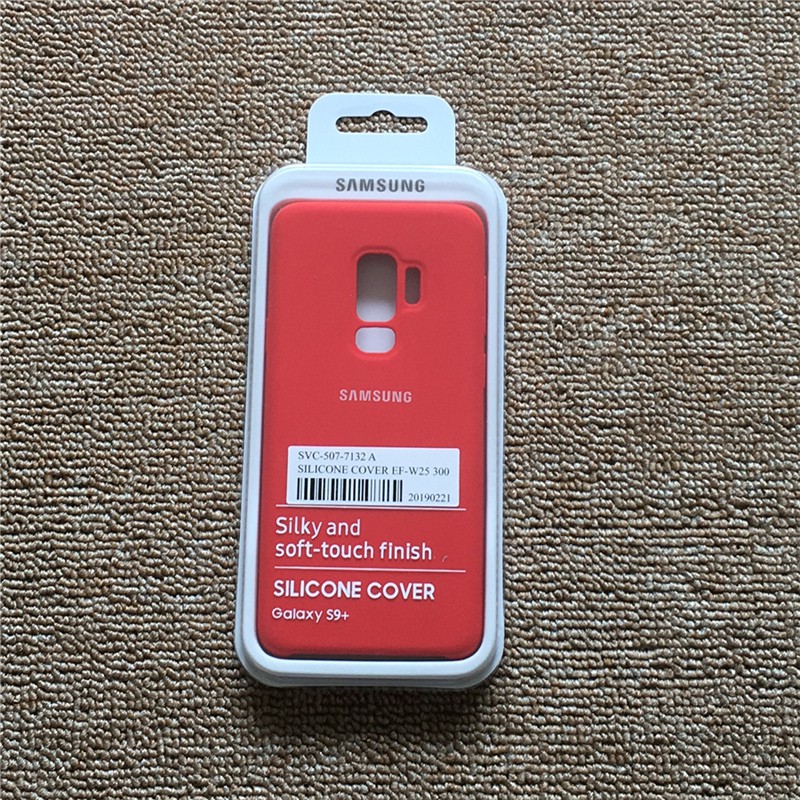 SAMSUNG
SAMSUNG
SVC-507-7132 A
SILICONE COVER EF-W25 300
20190221
Silky and
soft-touch finish
SILICONE COVER
Galaxy S9+